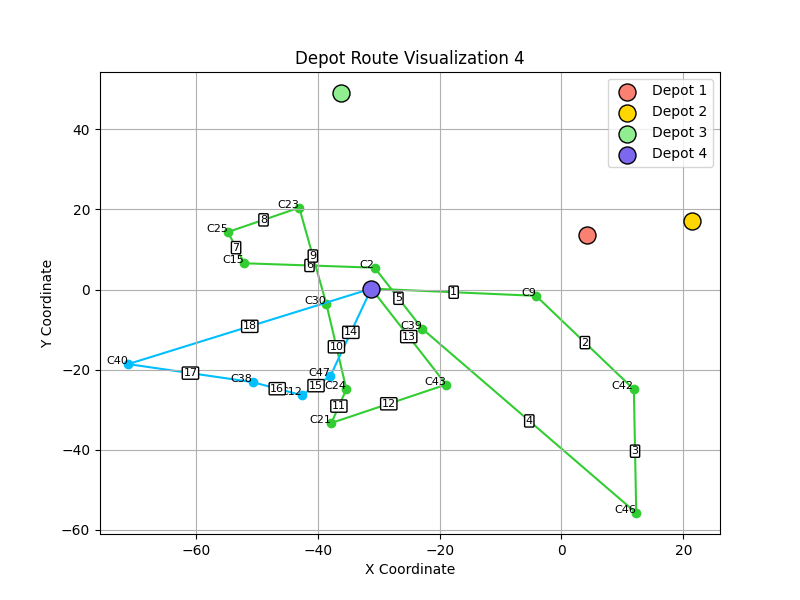 Depot Route Visualization 4
Depot 1
Depot 2
Depot 3
Depot 4
Y Coordinate
40
20
0
−20
−40
−60
C23
8
C25
7
C15
9
6
C2
5
1
C9
C30
18
14
13
C39
2
10
C40
17
C38
16
C12
15
C47
C24
C43
C42
11
12
C21
4
3
C46
−60
−40
−20
0
20
X Coordinate